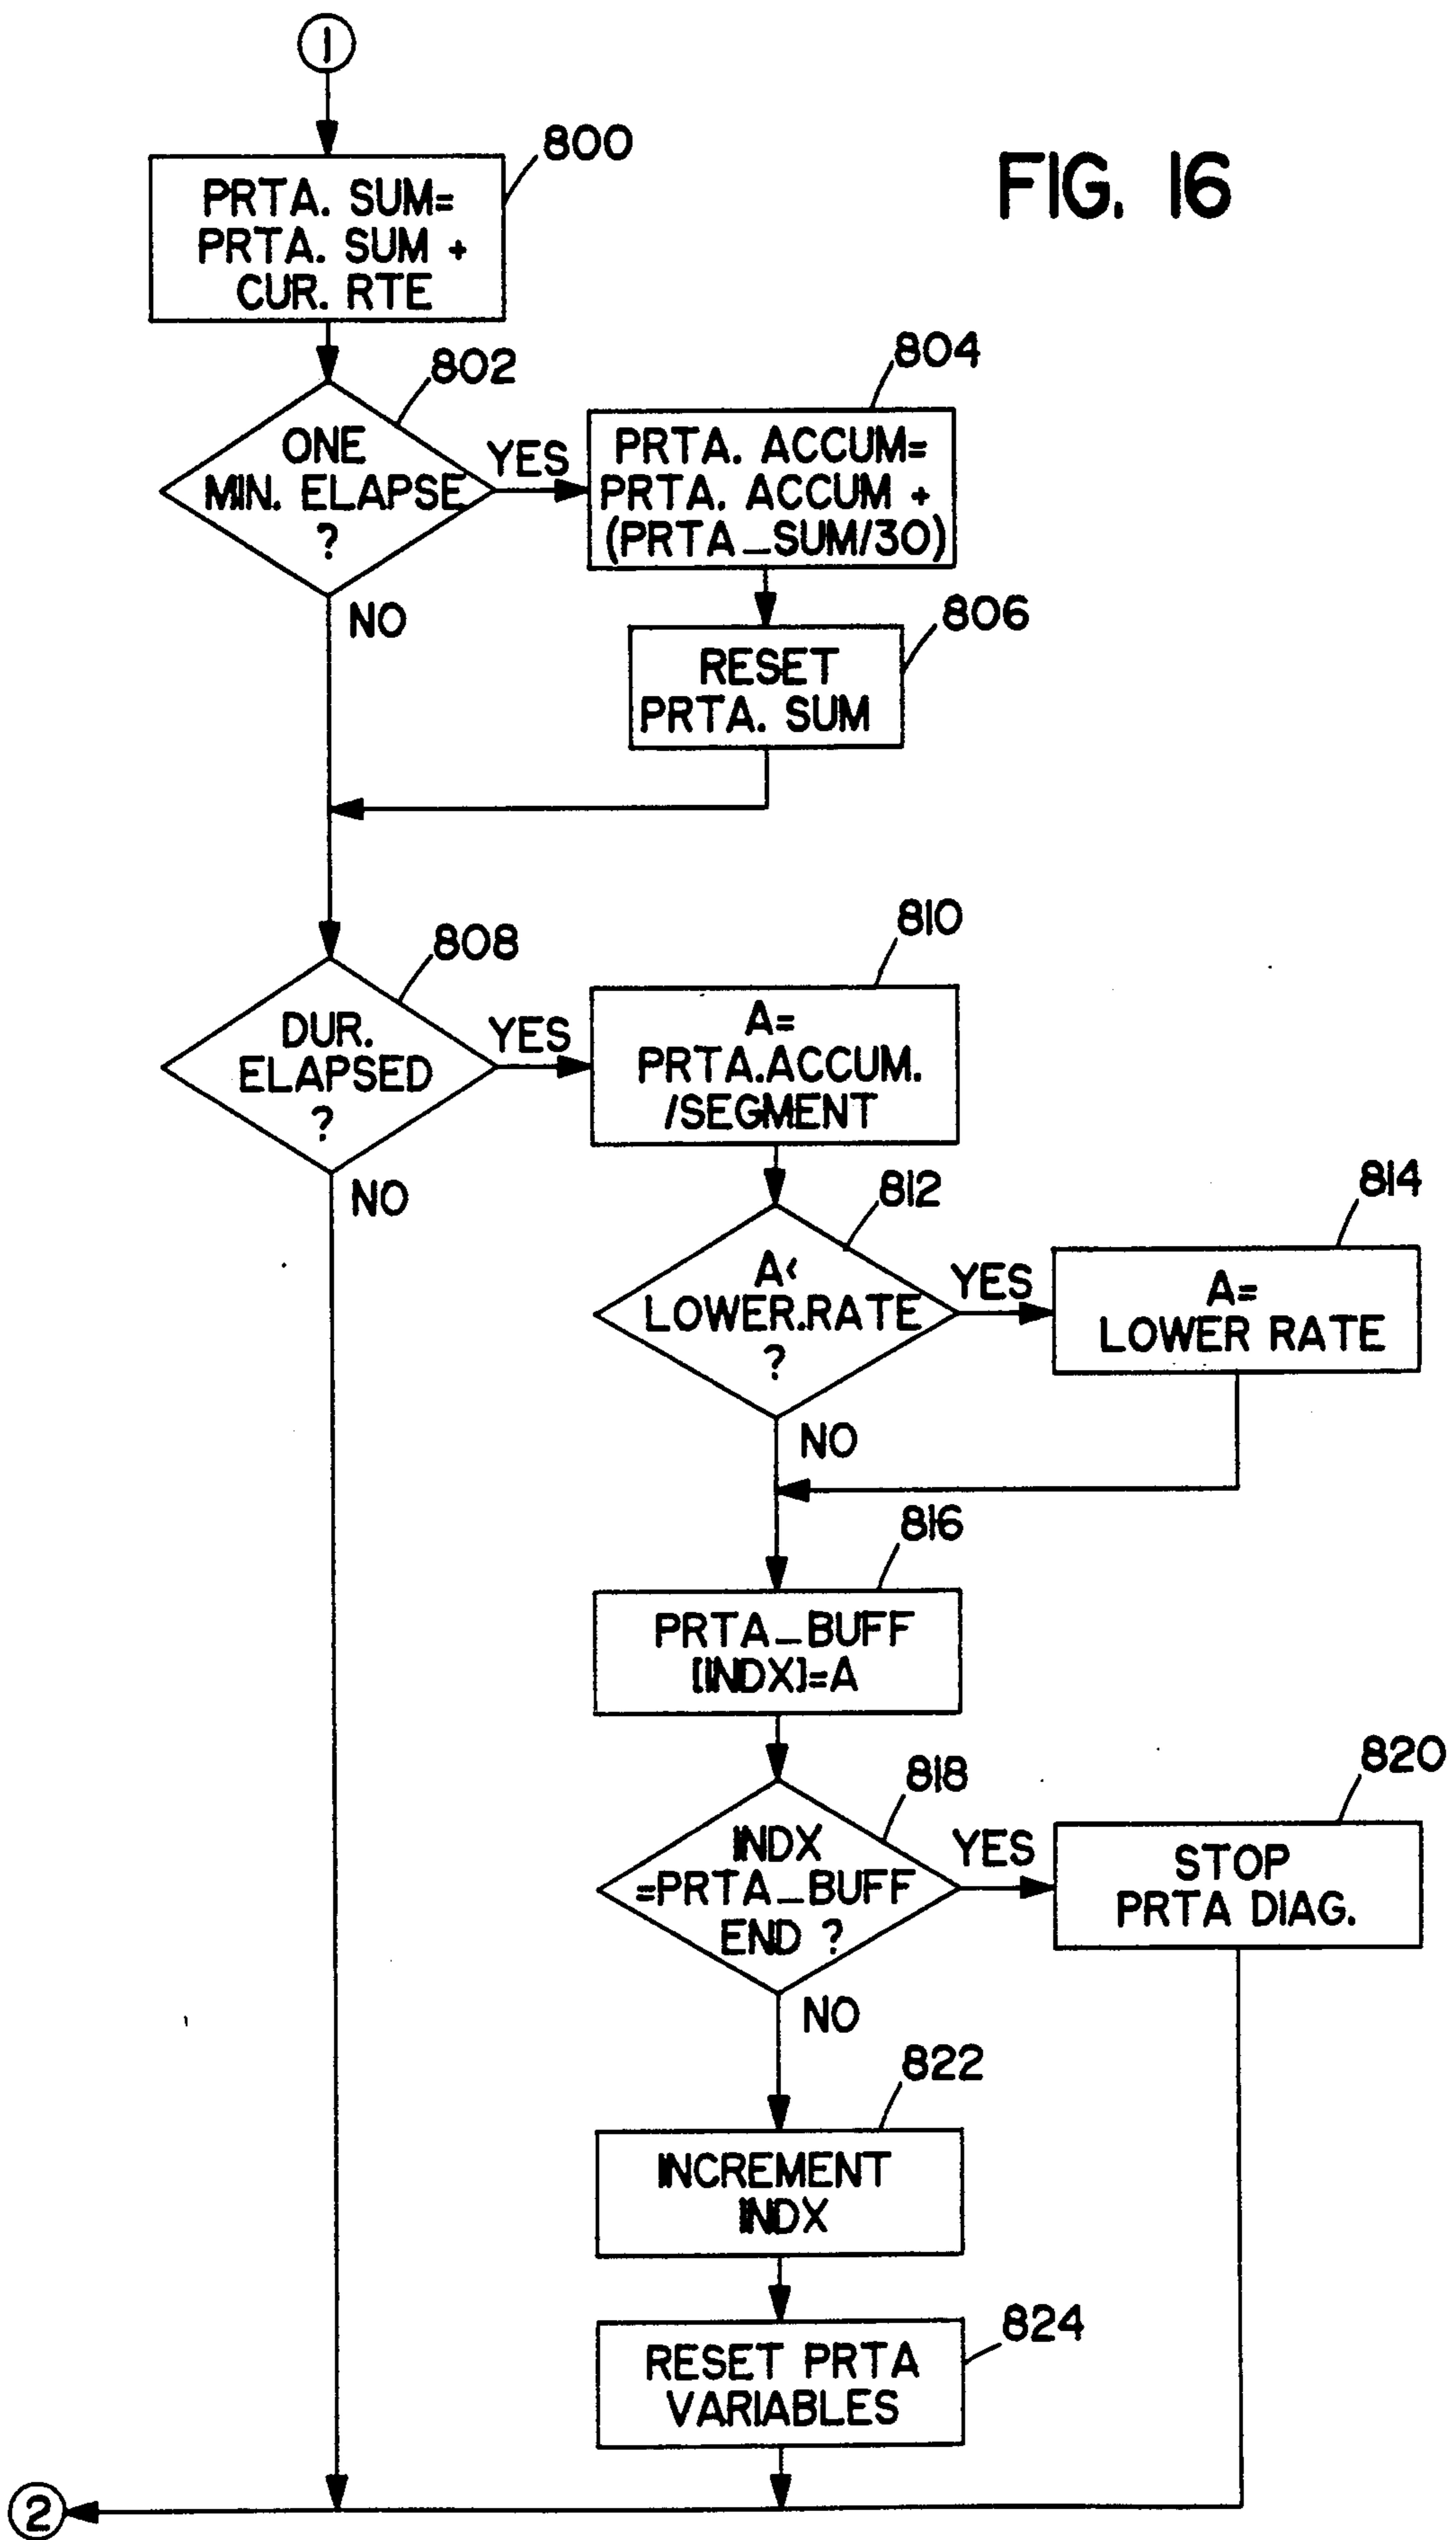 1
800
FIG. 16
PRTA. SUM=
PRTA. SUM +
CUR. RTE
802
ONE
MIN. ELAPSE
?
YES
NO
804
PRTA. ACCUM=
PRTA. ACCUM +
(PRTA_SUM/30)
806
RESET
PRTA. SUM
808
DUR.
ELAPSED
?
YES
NO
810
A=
PRTA.ACCUM.
/SEGMENT
812
A<
LOWER.RATE
?
YES
NO
814
A=
LOWER RATE
816
PRTA_BUFF
[INDX]=A
818
INDX
=PRTA_BUFF
END ?
YES
NO
820
STOP
PRTA DIAG.
822
INCREMENT
INDX
824
RESET PRTA
VARIABLES
2